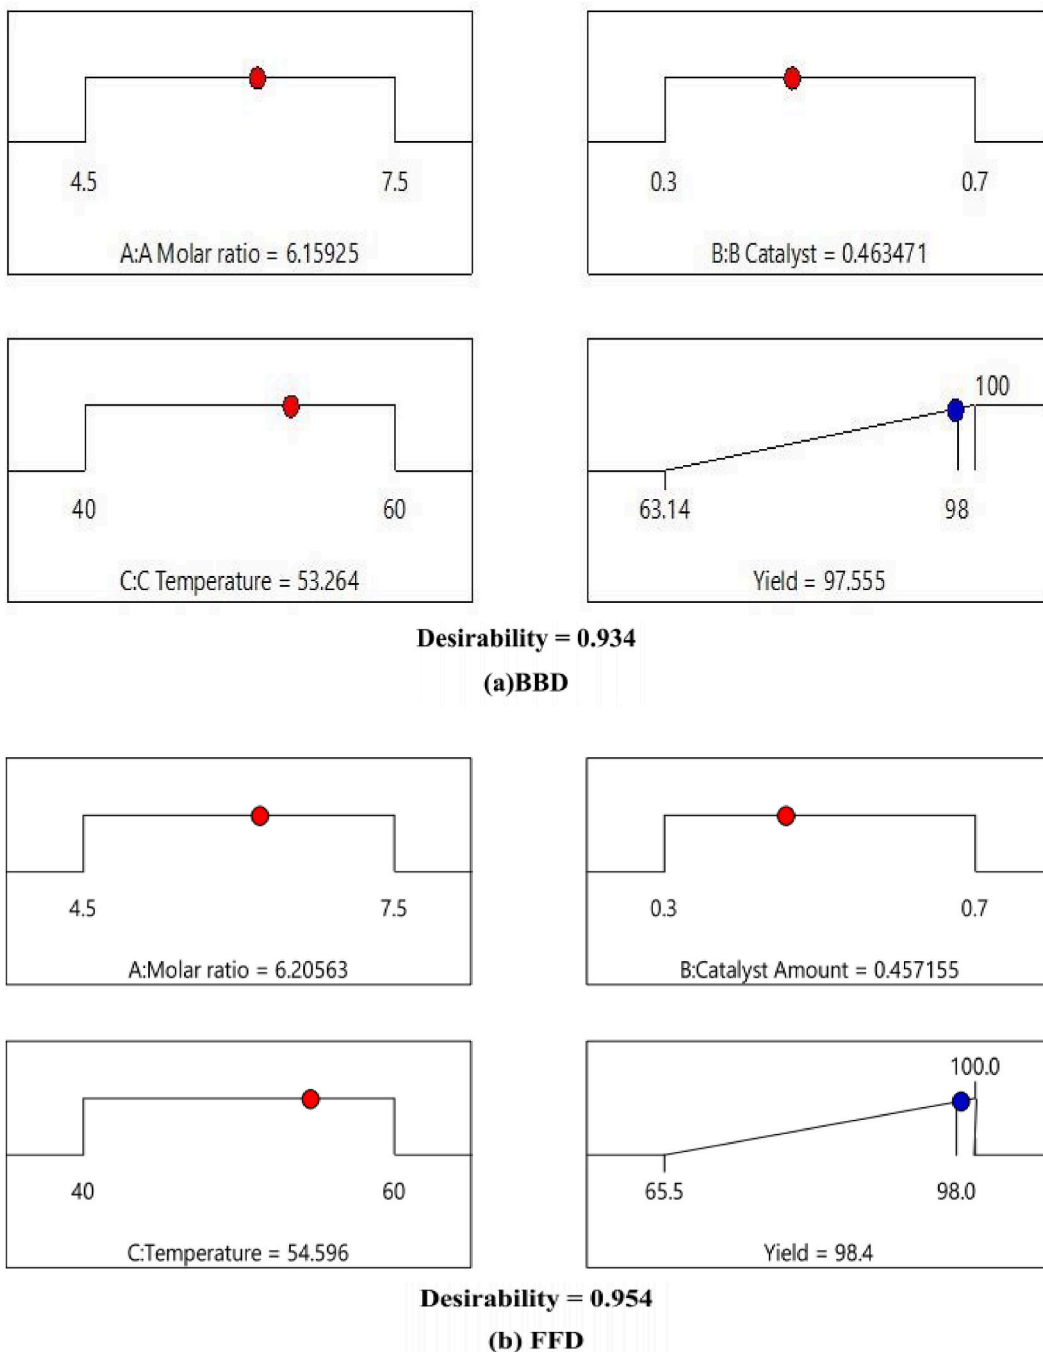 4.5 7.5
A:A Molar ratio = 6.15925
0.3 0.7
B:B Catalyst = 0.463471
40 60
C:C Temperature = 53.264
100
63.14 98
Yield = 97.555
Desirability = 0.934
(a)BBD
4.5 7.5
A:Molar ratio = 6.20563
0.3 0.7
B:Catalyst Amount = 0.457155
40 60
C:Temperature = 54.596
100.0
65.5 98.0
Yield = 98.4
Desirability = 0.954
(b) FFD